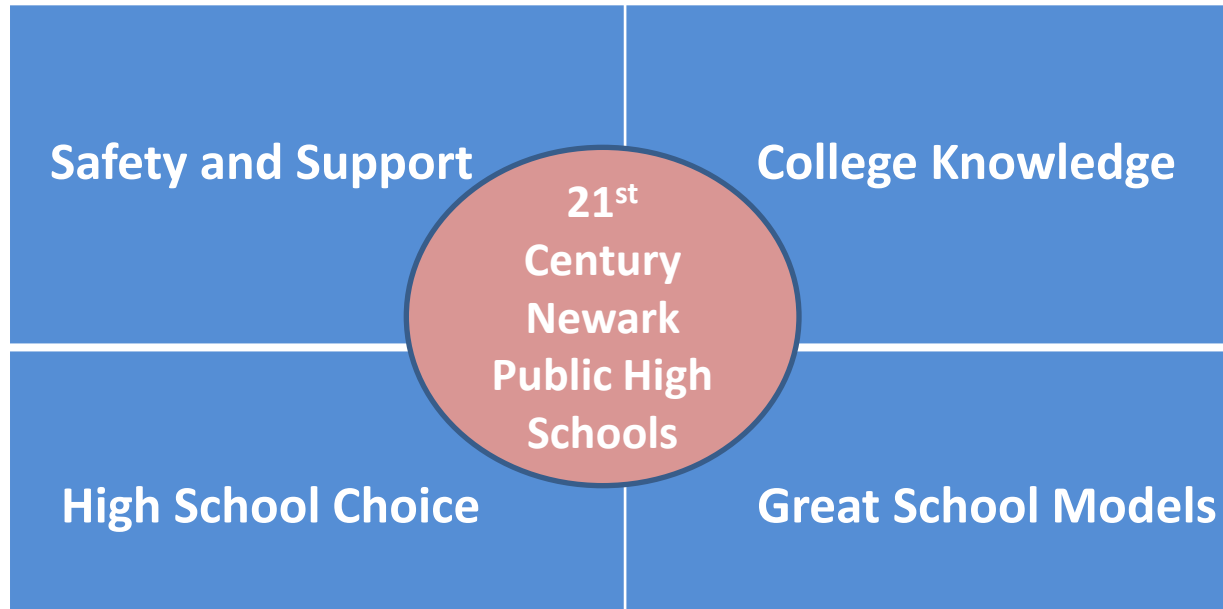 Safety and Support
College Knowledge
21st
Century
Newark
Public High
Schools
High School Choice
Great School Models